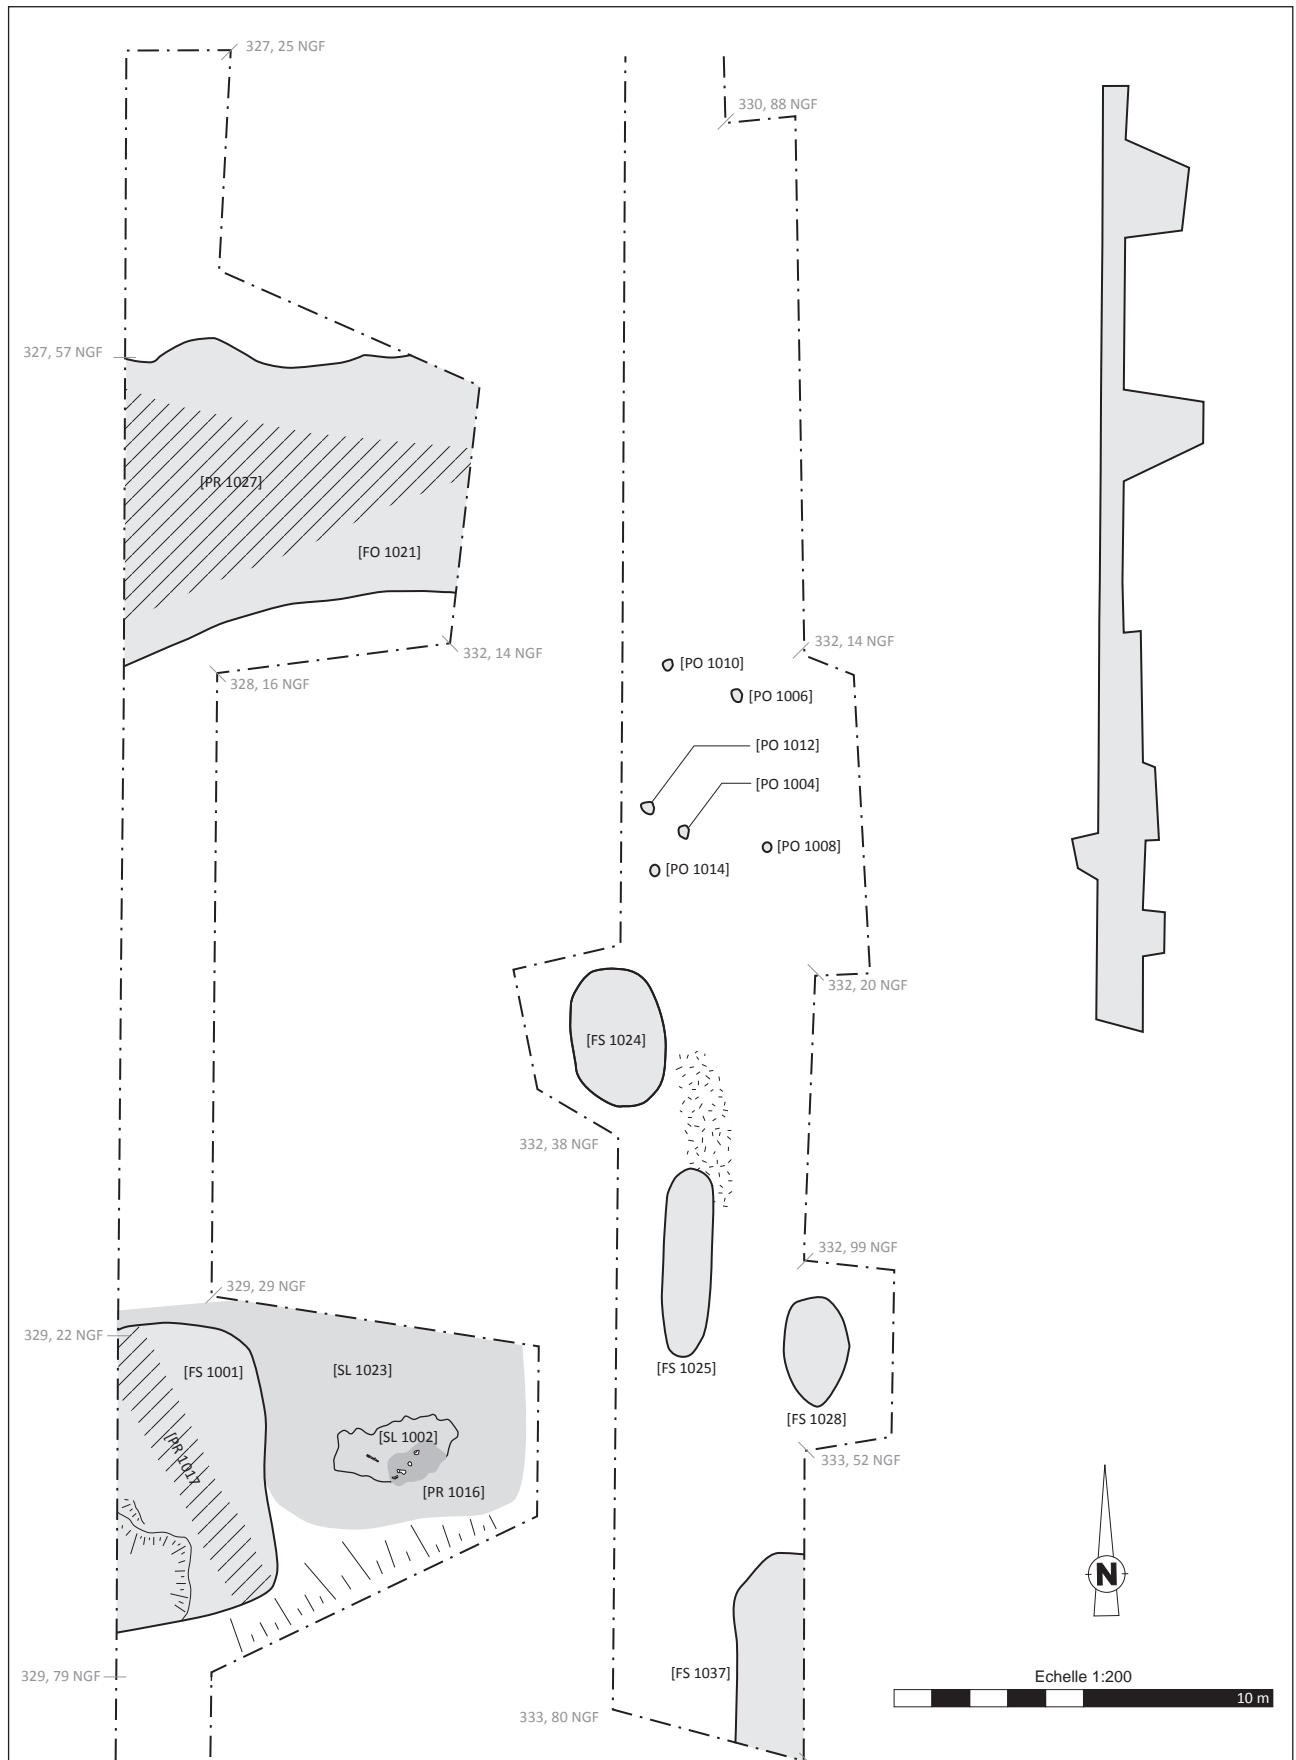 327, 25 NGF
330, 88 NGF
327, 57 NGF
[PR 1027]
[FO 1021]
332, 14 NGF
328, 16 NGF
332, 14 NGF
[PO 1010]
[PO 1006]
[PO 1012]
[PO 1004]
[PO 1008]
[PO 1014]
332, 20 NGF
[FS 1024]
332, 38 NGF
332, 99 NGF
329, 29 NGF
329, 22 NGF
[FS 1001]
[SL 1023]
[FS 1025]
[FS 1028]
[SL 1002]
[PR 1017
[PR 1016]
333, 52 NGF
N
[FS 1037]
329, 79 NGF
Echelle 1:200
10 m
333, 80 NGF